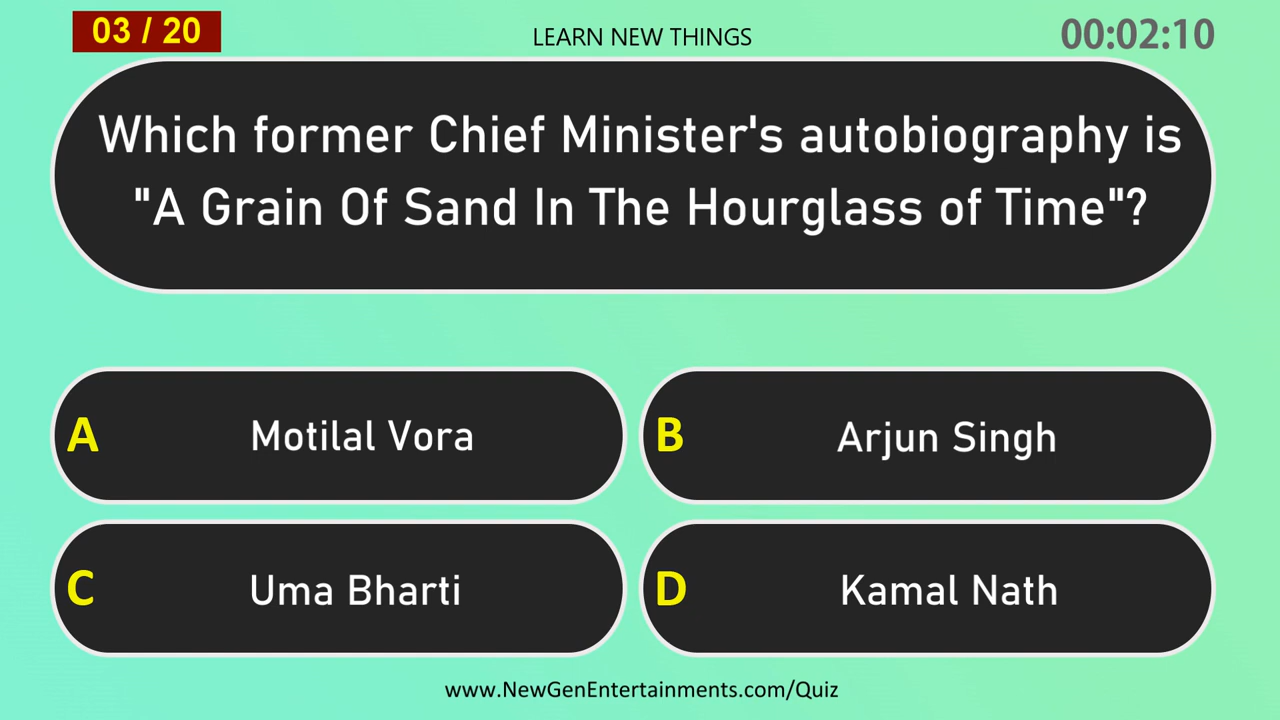 03 / 20
LEARN NEW THINGS
00:02:10
Which former Chief Minister's autobiography is
"A Grain Of Sand In The Hourglass of Time"?
A Motilal Vora
B Arjun Singh
C Uma Bharti
D Kamal Nath
www.NewGenEntertainments.com/Quiz